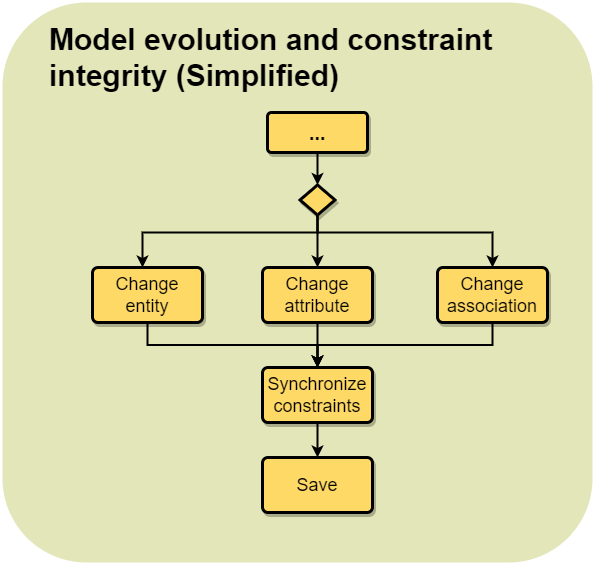 Model evolution and constraint
integrity (Simplified)
...
Change
entity
Change
attribute
Change
association
Synchronize
constraints
Save